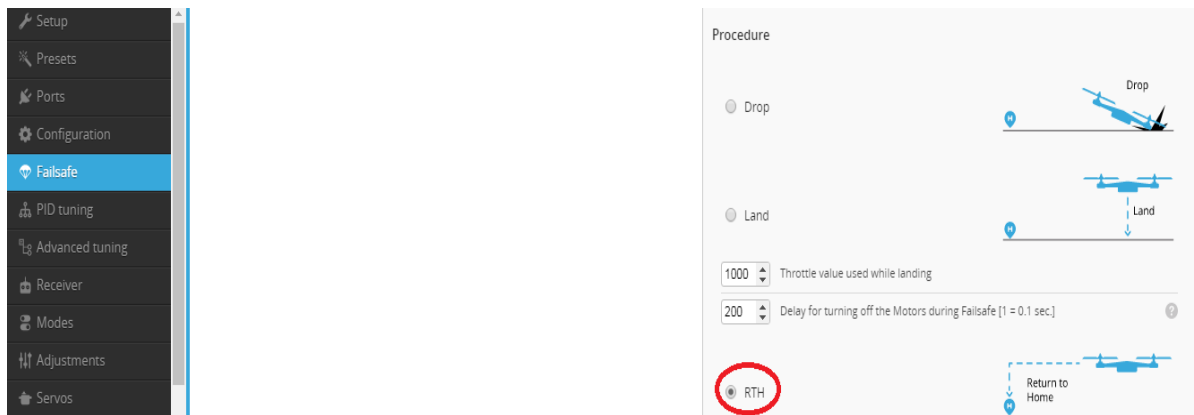 Setup
Presets
Ports
Configuration
Failsafe
PID tuning
Advanced tuning
Receiver
Modes
Adjustments
Servos
Procedure
Drop
Drop
H
Land
Land
H
1000 Throttle value used while landing
200 Delay for turning off the Motors during Failsafe [1 = 0.1 sec.] ?
RTH
Return to
Home
H